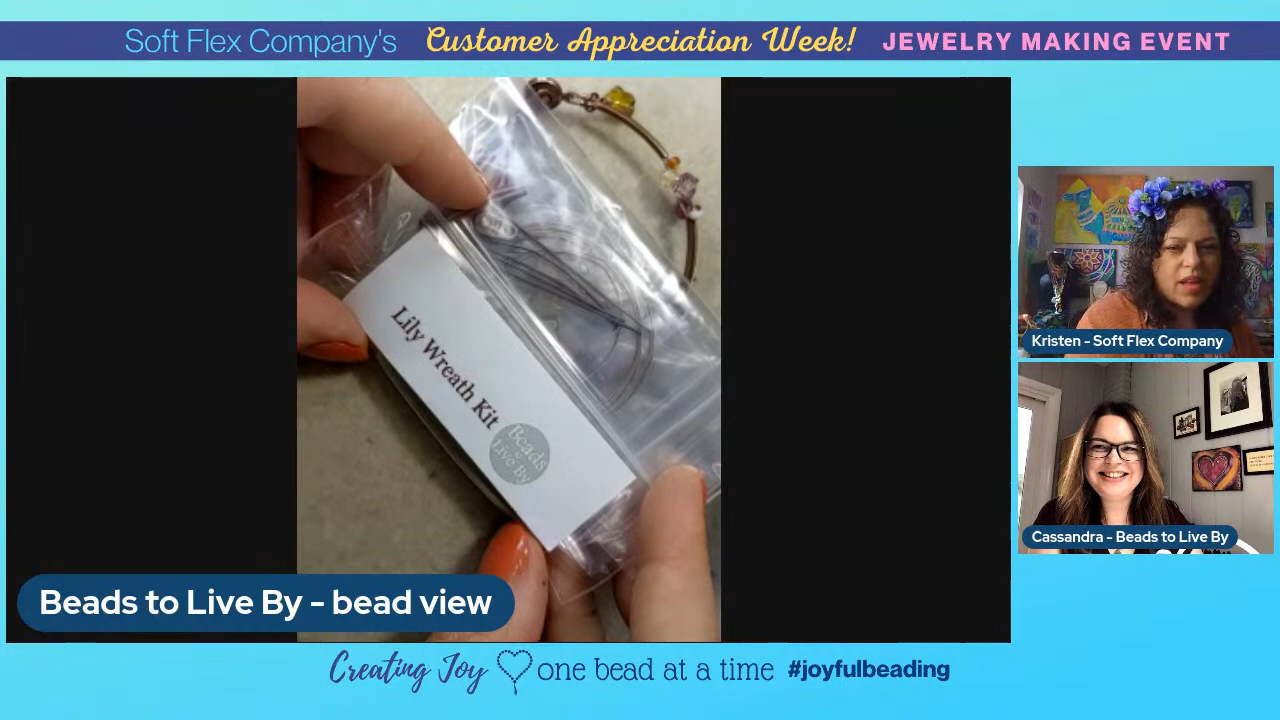 Soft Flex Company's Customer Appreciation Week! JEWELRY MAKING EVENT
Lily Wreath Kit
Beads
to
Live By
Kristen - Soft Flex Company
Cassandra - Beads to Live By
Beads to Live By - bead view
Creating Joy one bead at a time #joyfulbeading